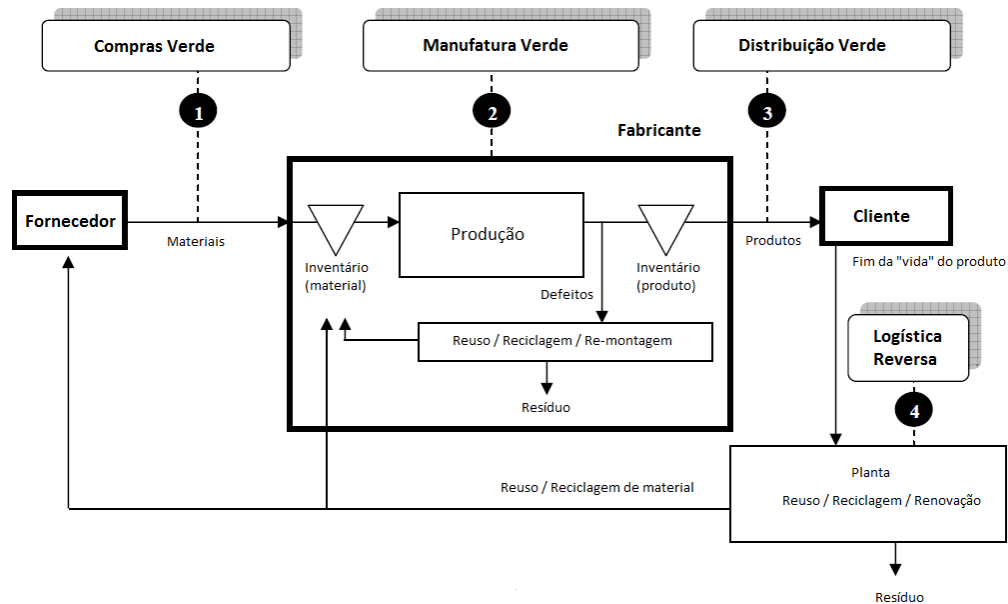 Compras Verde
Manufatura Verde
Distribuição Verde
1
2
3
Fabricante
Fornecedor
Materiais
Produção
Produtos
Cliente
Inventário
(material)
Inventário
(produto)
Defeitos
Fim da "vida" do produto
Reuso / Reciclagem / Re-montagem
Resíduo
Logística
Reversa
4
Reuso / Reciclagem de material
Planta
Reuso / Reciclagem / Renovação
Resíduo